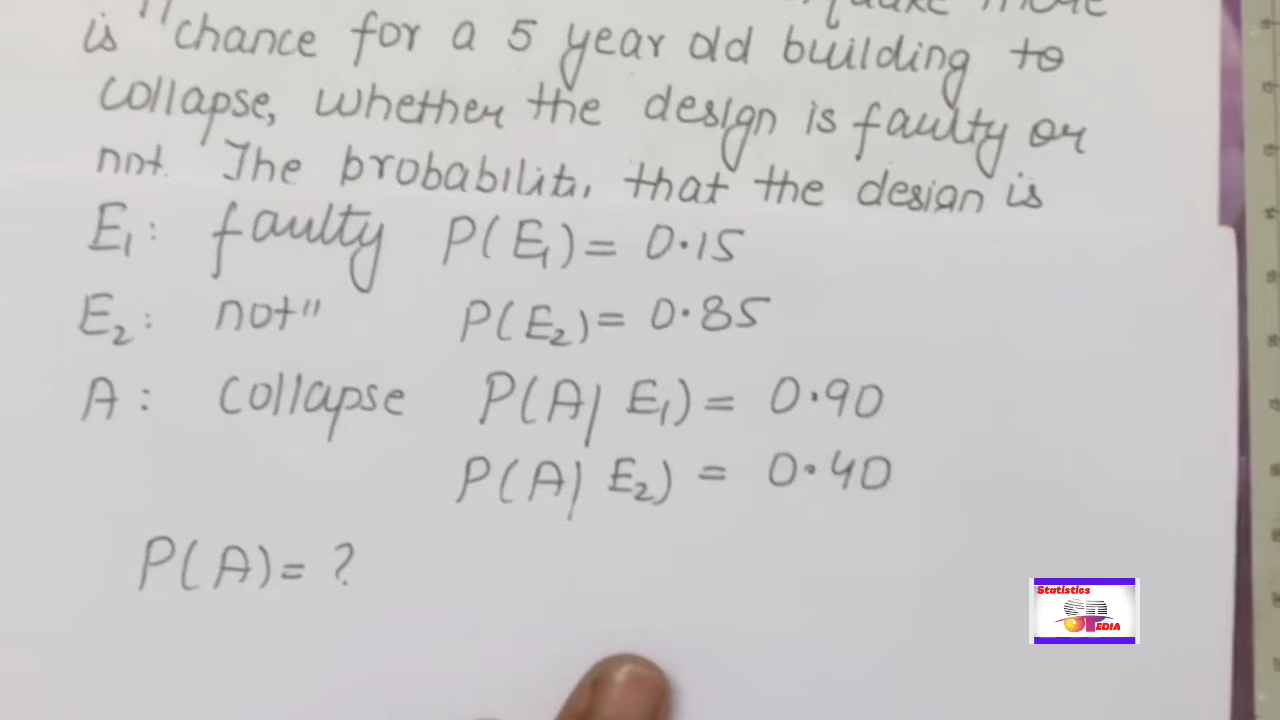 is "chance for a 5 year old building to
collapse, whether the design is faulty or
not. The probability that the design is
E₁: faulty P(E₁) = 0.15
E₂: not" P(E₂) = 0.85
A: Collapse P(A| E₁) = 0.90
P(A| E₂) = 0.40
P(A) = ?
Statistics
EDIA